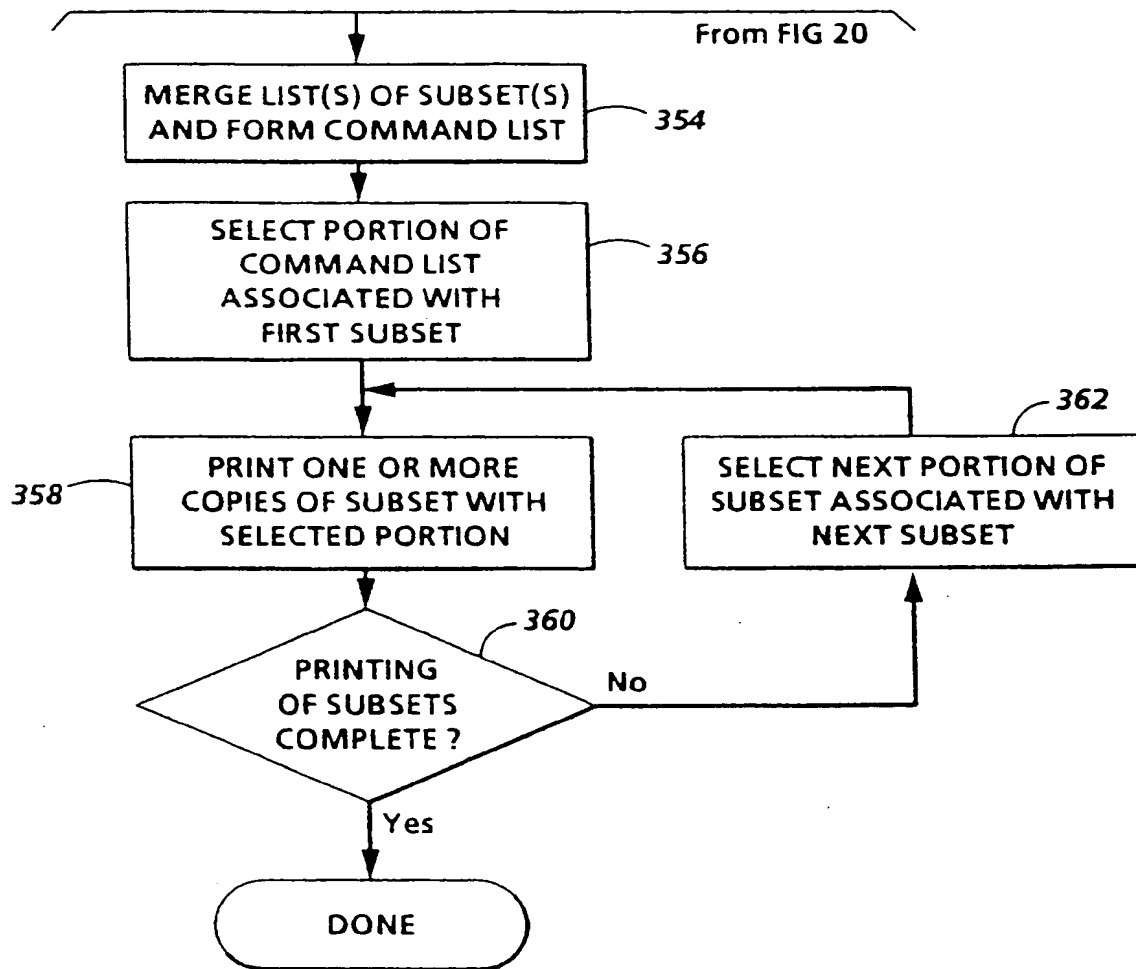 From FIG 20
MERGE LIST(S) OF SUBSET(S)
AND FORM COMMAND LIST
354
SELECT PORTION OF
COMMAND LIST
ASSOCIATED WITH
FIRST SUBSET
356
358
PRINT ONE OR MORE
COPIES OF SUBSET WITH
SELECTED PORTION
362
SELECT NEXT PORTION OF
SUBSET ASSOCIATED WITH
NEXT SUBSET
360
PRINTING
OF SUBSETS
COMPLETE ?
No
Yes
DONE